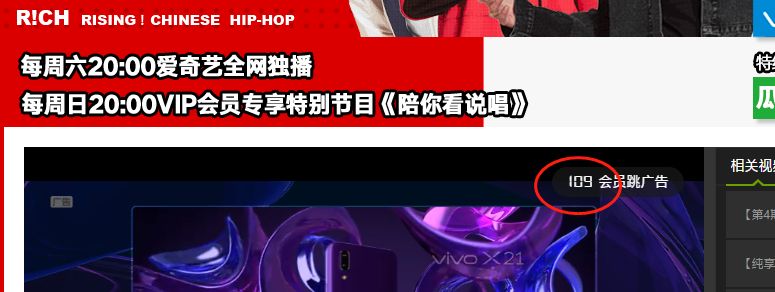 R!CH RISING! CHINESE HIP-HOP
每周六20:00爱奇艺全网独播
每周日20:00VIP会员专享特别节目《陪你看说唱》
特约
109 会员跳广告
相关视频
广告
【第4期
vivo X21
【纯享